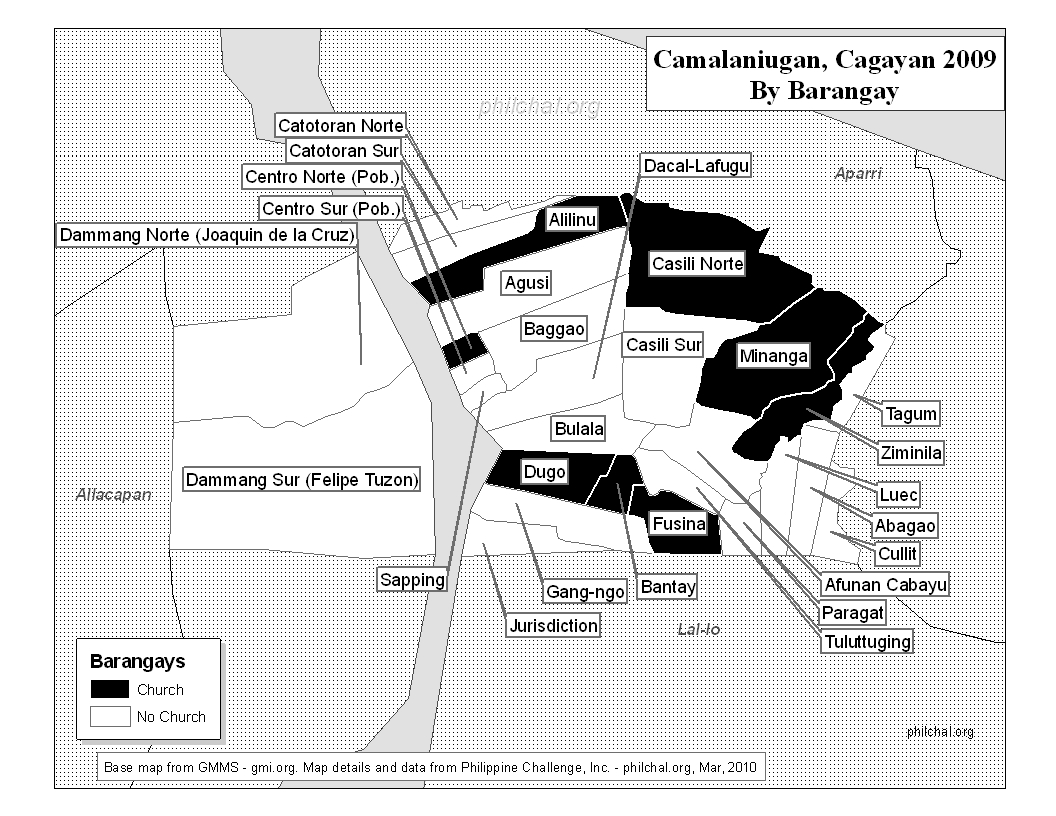 Camalaniugan, Cagayan 2009
By Barangay
philchal.org
Catotoran Norte
Catotoran Sur
Centro Norte (Pob.)
Centro Sur (Pob.)
Dammang Norte (Joaquin de la Cruz)
Dacal-Lafugu
Aparri
Alilinu
Casili Norte
Agusi
Baggao
Casili Sur
Minanga
Tagum
Bulala
Ziminila
Dugo
Dammang Sur (Felipe Tuzon)
Allacapan
Luec
Fusina
Abagao
Cullit
Sapping
Gang-ngo
Bantay
Afunan Cabayu
Paragat
Jurisdiction
Lal-lo
Tuluttuging
Barangays
Church
No Church
philchal.org
Base map from GMMS - gmi.org. Map details and data from Philippine Challenge, Inc. - philchal.org, Mar, 2010